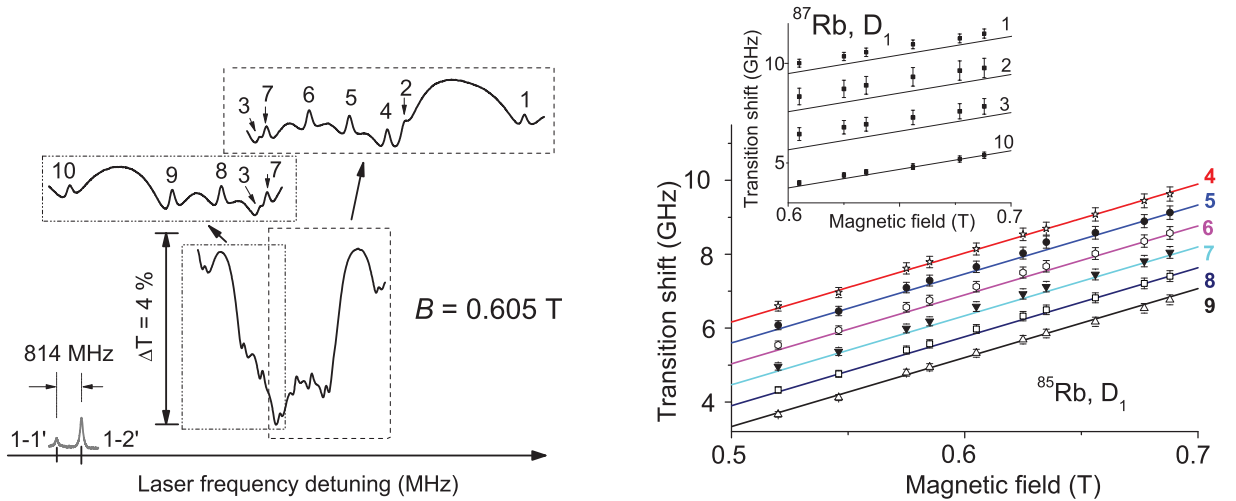 3 7 6 5 4 2 1
10 9 8 3 7
ΔT = 4 %
B = 0.605 T
814 MHz
1-1' 1-2'
Laser frequency detuning (MHz)
⁸⁷Rb, D₁
Transition shift (GHz)
10
5
1
2
3
10
0.6 0.7
Magnetic field (T)
Transition shift (GHz)
10
8
6
4
4
5
6
7
8
9
⁸⁵Rb, D₁
0.5 0.6 0.7
Magnetic field (T)